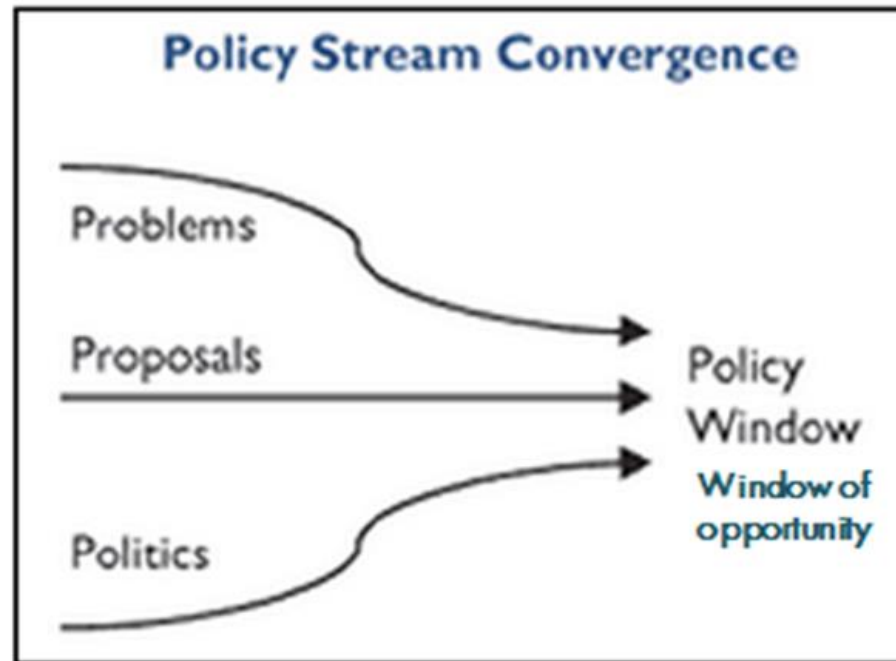 Policy Stream Convergence
Problems
Proposals
Politics
Policy
Window
Window of
opportunity